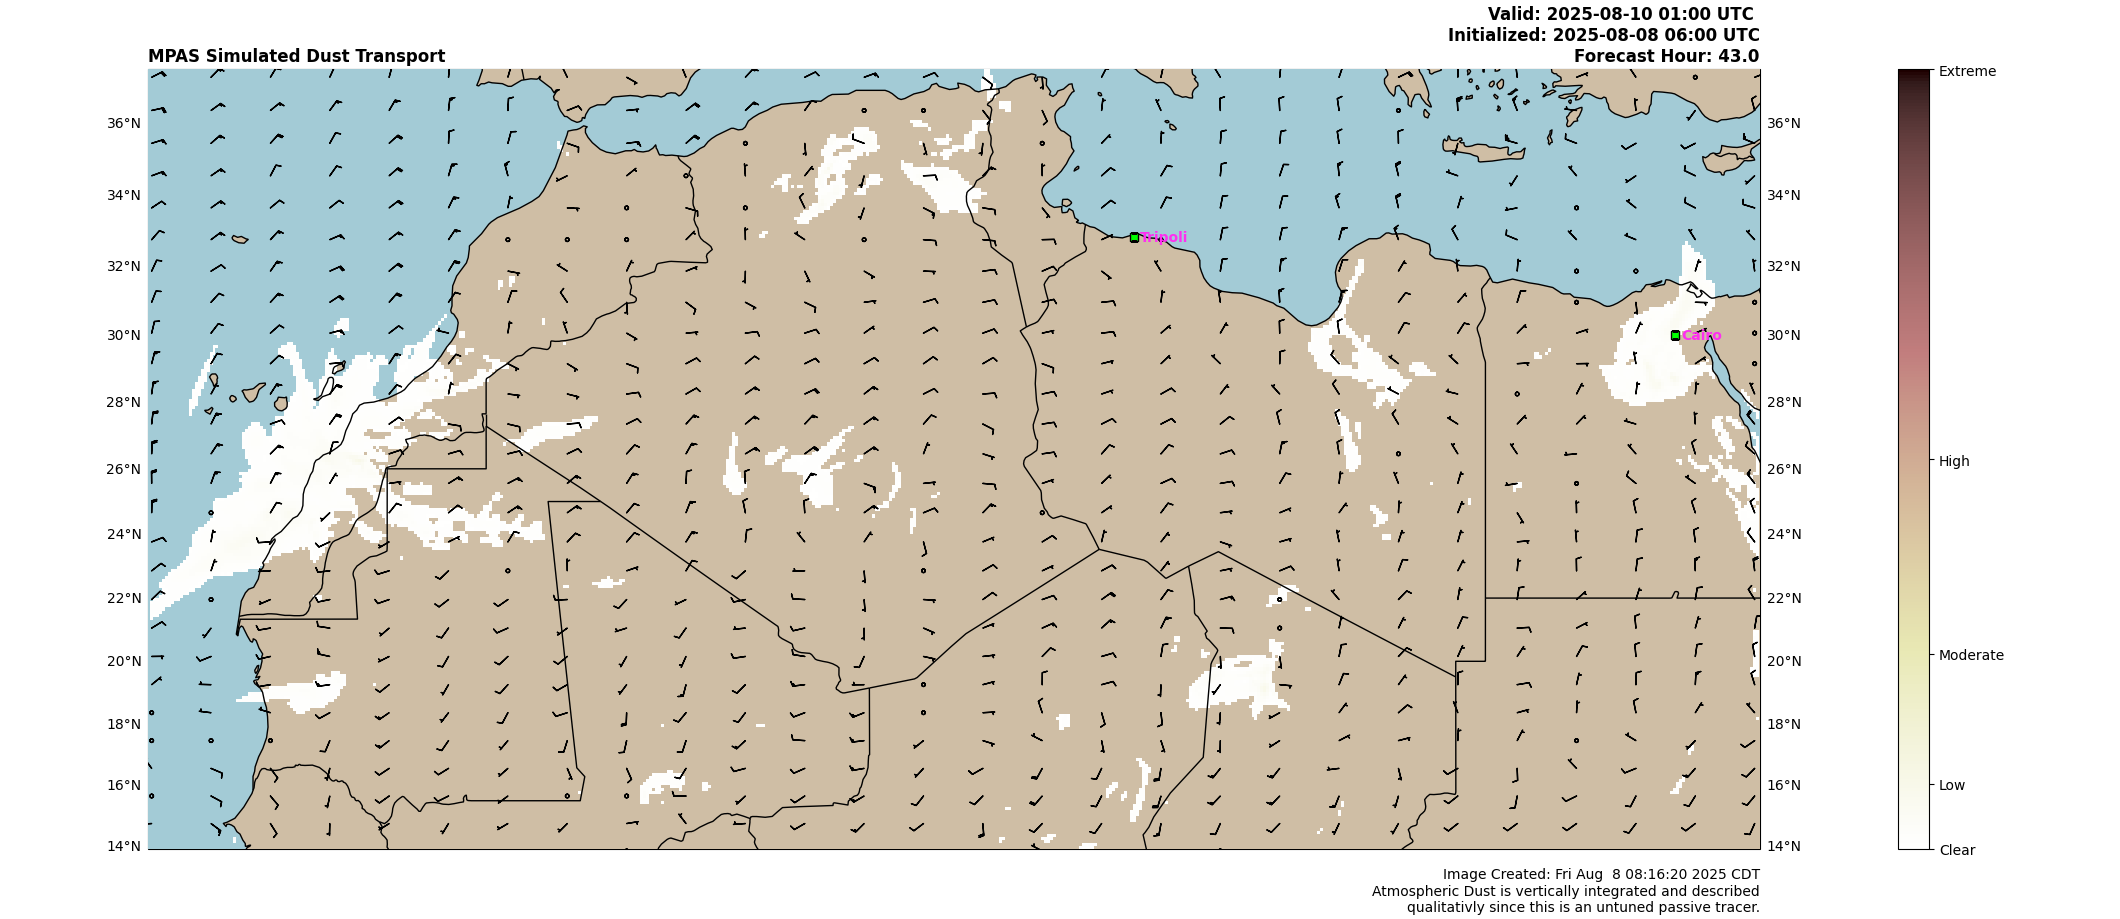 Valid: 2025-08-10 01:00 UTC
Initialized: 2025-08-08 06:00 UTC
MPAS Simulated Dust Transport
Forecast Hour: 43.0
Extreme
36°N
36°N
34°N
34°N
Tripoli
32°N
32°N
30°N
Cairo
30°N
28°N
28°N
26°N
26°N
High
24°N
24°N
22°N
22°N
20°N
20°N
Moderate
18°N
18°N
16°N
16°N
Low
14°N
14°N
Clear
Image Created: Fri Aug  8 08:16:20 2025 CDT
Atmospheric Dust is vertically integrated and described
qualitativly since this is an untuned passive tracer.